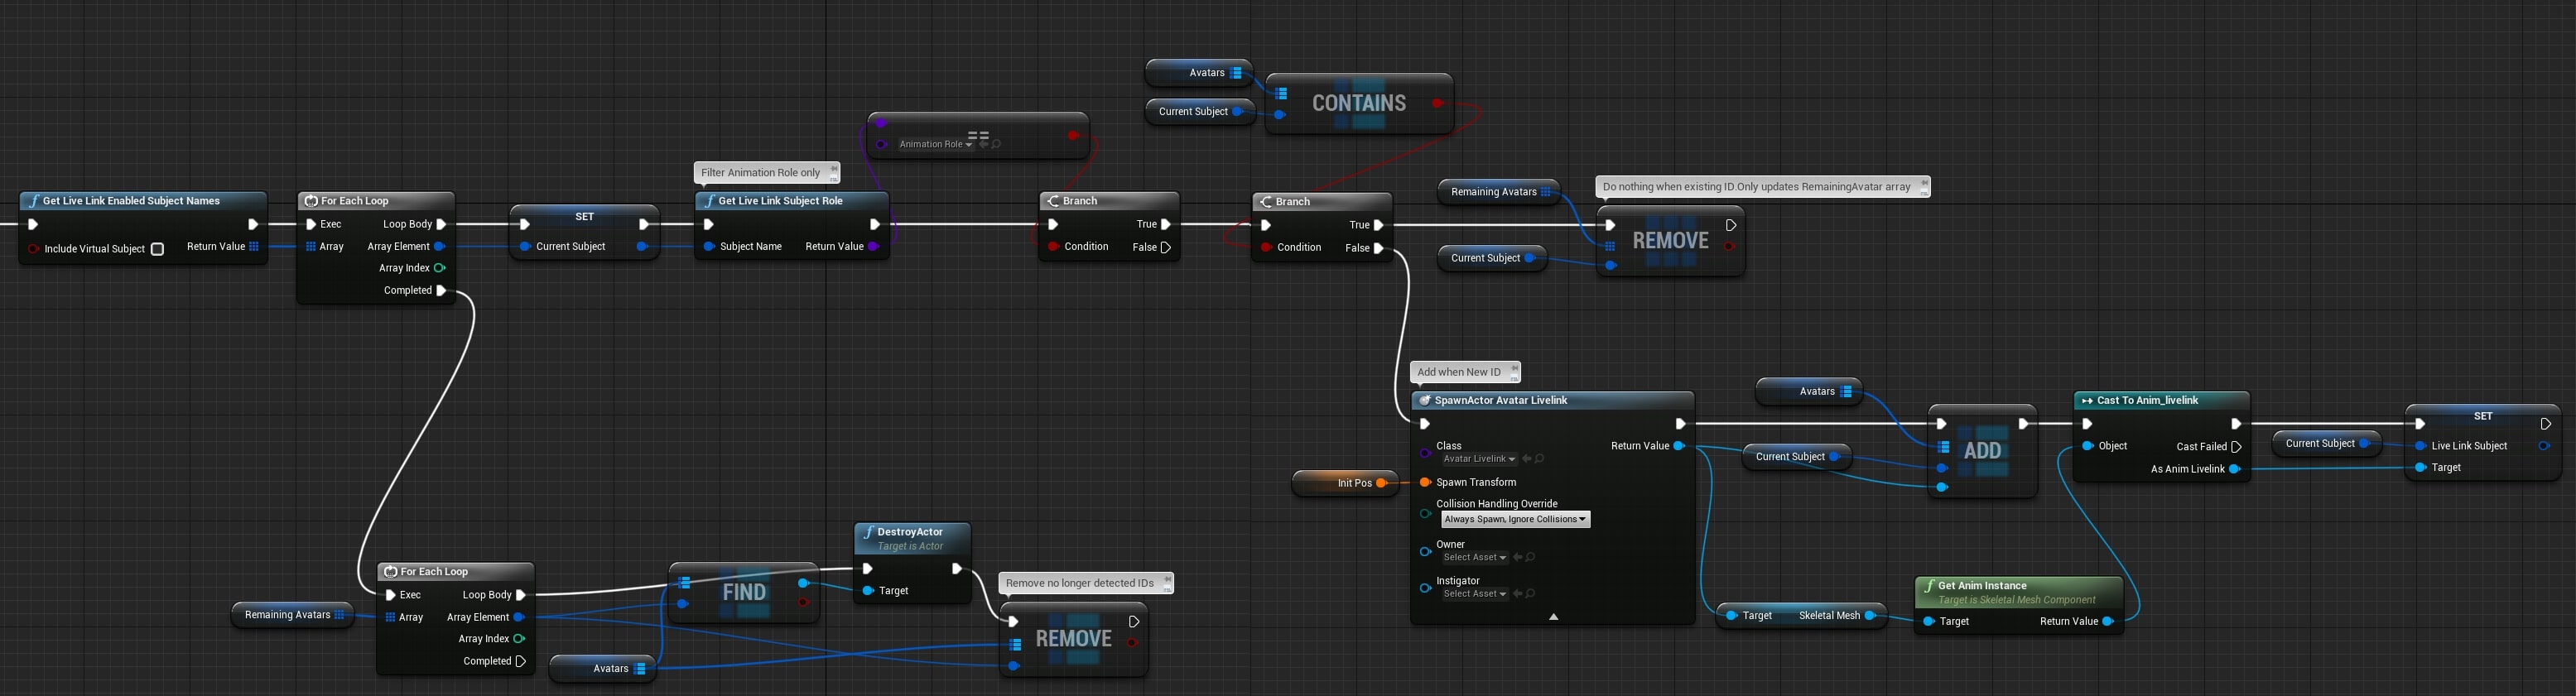 Avatars
Current Subject
CONTAINS
==
Animation Role
Filter Animation Role only
Get Live Link Enabled Subject Names
Include Virtual Subject
Return Value
For Each Loop
Exec
Loop Body
Array
Array Element
Array Index
Completed
SET
Current Subject
Get Live Link Subject Role
Subject Name
Return Value
Branch
True
Condition
False
Branch
True
Condition
False
Remaining Avatars
Current Subject
Do nothing when existing ID.Only updates RemainingAvatar array
REMOVE
Add when New ID
SpawnActor Avatar Livelink
Class
Avatar Livelink
Return Value
Init Pos
Spawn Transform
Collision Handling Override
Always Spawn, Ignore Collisions
Owner
Select Asset
Instigator
Select Asset
Avatars
Current Subject
ADD
Cast To Anim_livelink
Object
Cast Failed
As Anim Livelink
Current Subject
SET
Live Link Subject
Target
Target
Skeletal Mesh
Get Anim Instance
Target is Skeletal Mesh Component
Target
Return Value
Remaining Avatars
For Each Loop
Exec
Loop Body
Array
Array Element
Array Index
Completed
Avatars
FIND
DestroyActor
Target is Actor
Target
Remove no longer detected IDs
REMOVE